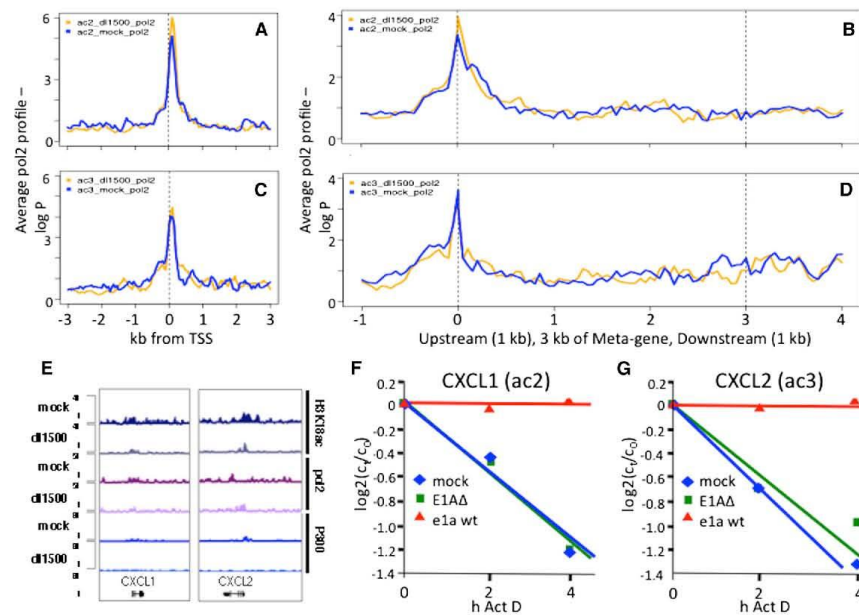 ac2_dl1500_pol2
ac2_mock_pol2
A
6
3
0
Average pol2 profile –
log P
ac2_dl1500_pol2
ac2_mock_pol2
B
4
2
0
Average pol2 profile –
log P
ac3_dl1500_pol2
ac3_mock_pol2
C
6
3
0
-3 -2 -1 0 1 2 3
kb from TSS
ac3_dl1500_pol2
ac3_mock_pol2
D
4
2
0
-1 0 1 2 3 4
Upstream (1 kb), 3 kb of Meta-gene, Downstream (1 kb)
E
mock
dl1500
mock
dl1500
mock
dl1500
H3K18ac
pol2
P300
CXCL1
CXCL2
F
CXCL1 (ac2)
0.2
0
-0.2
-0.4
-0.6
-0.8
-1.0
-1.2
-1.4
log2(ct/c0)
mock
E1AΔ
e1a wt
0 2 4
h Act D
G
CXCL2 (ac3)
0.2
0
-0.2
-0.4
-0.6
-0.8
-1.0
-1.2
-1.4
log2(ct/c0)
mock
E1AΔ
e1a wt
0 2 4
h Act D